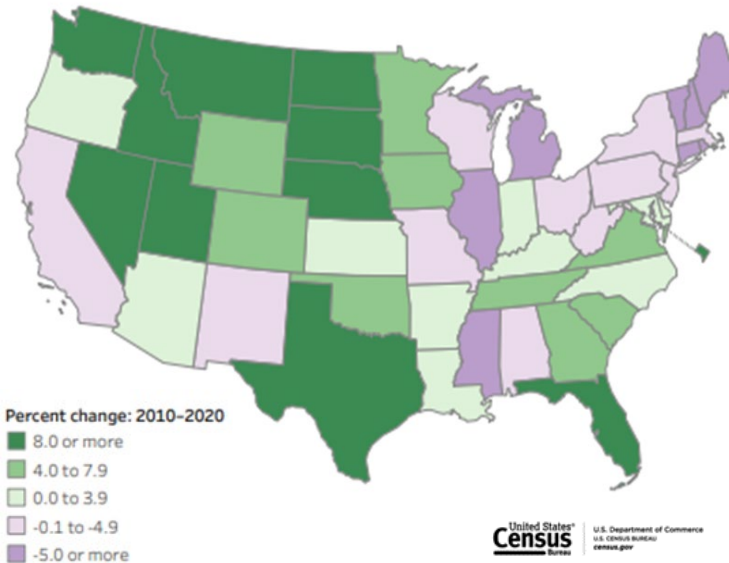 Percent change: 2010–2020
8.0 or more
4.0 to 7.9
0.0 to 3.9
-0.1 to -4.9
-5.0 or more
United States®
Census
Bureau
U.S. Department of Commerce
U.S. CENSUS BUREAU
census.gov